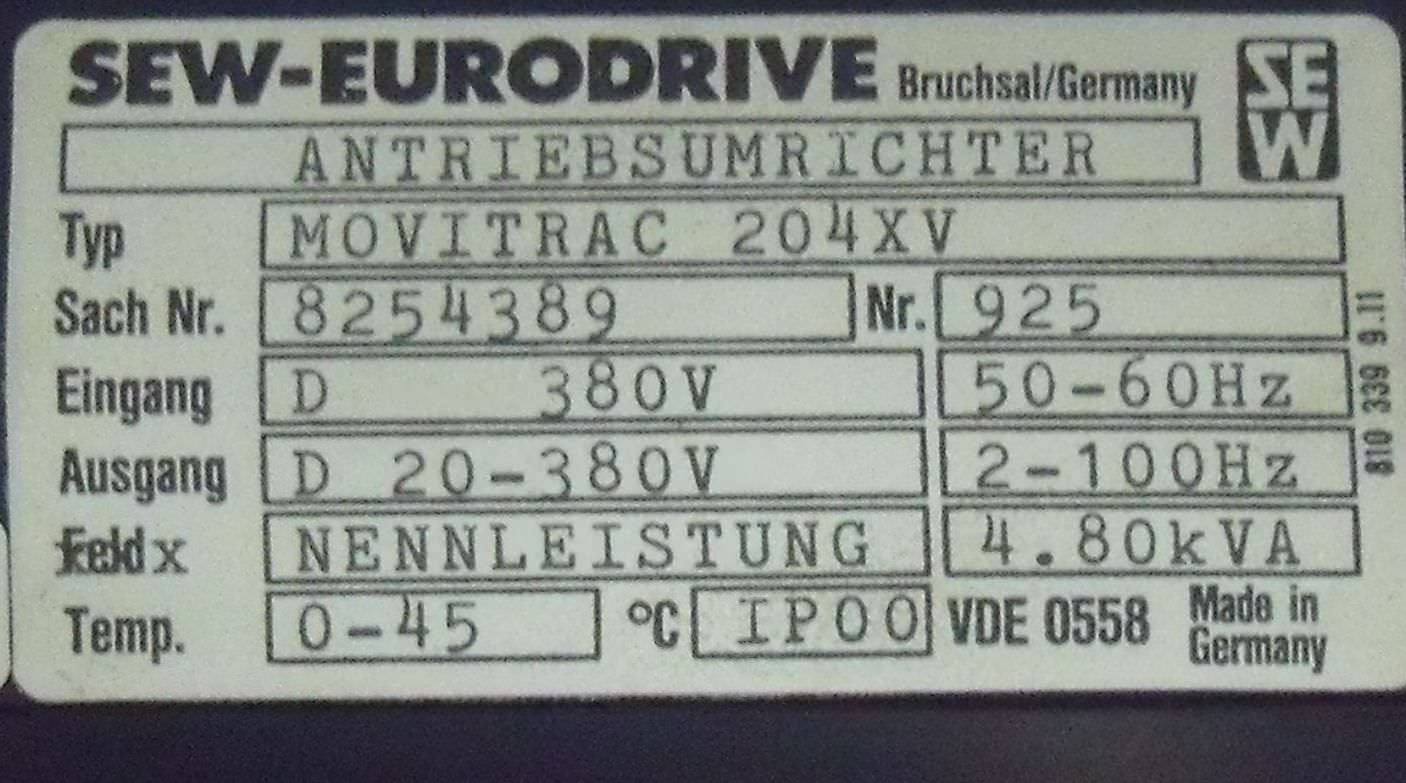 SEW-EURODRIVE Bruchsal/Germany
SEW
ANTRIEBSUMRICHTER
Typ MOVITRAC 204XV
Sach Nr. 8254389 Nr. 925
Eingang D 380V 50-60Hz
Ausgang D 20-380V 2-100Hz
Feld x NENNLEISTUNG 4.80kVA
Temp. 0-45 °C IP00 VDE 0558 Made in Germany
810 339 9.11